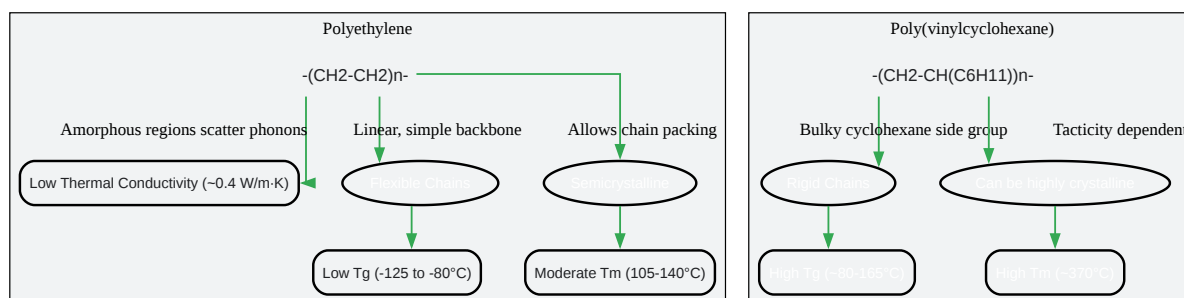 Polyethylene
-(CH2-CH2)n-
Amorphous regions scatter phonons
Linear, simple backbone
Allows chain packing
Low Thermal Conductivity (~0.4 W/m·K)
Flexible Chains
Semicrystalline
Low Tg (-125 to -80°C)
Moderate Tm (105-140°C)
Poly(vinylcyclohexane)
-(CH2-CH(C6H11))n-
Bulky cyclohexane side group
Tacticity dependent
Rigid Chains
Can be highly crystalline
High Tg (~80-165°C)
High Tm (~370°C)